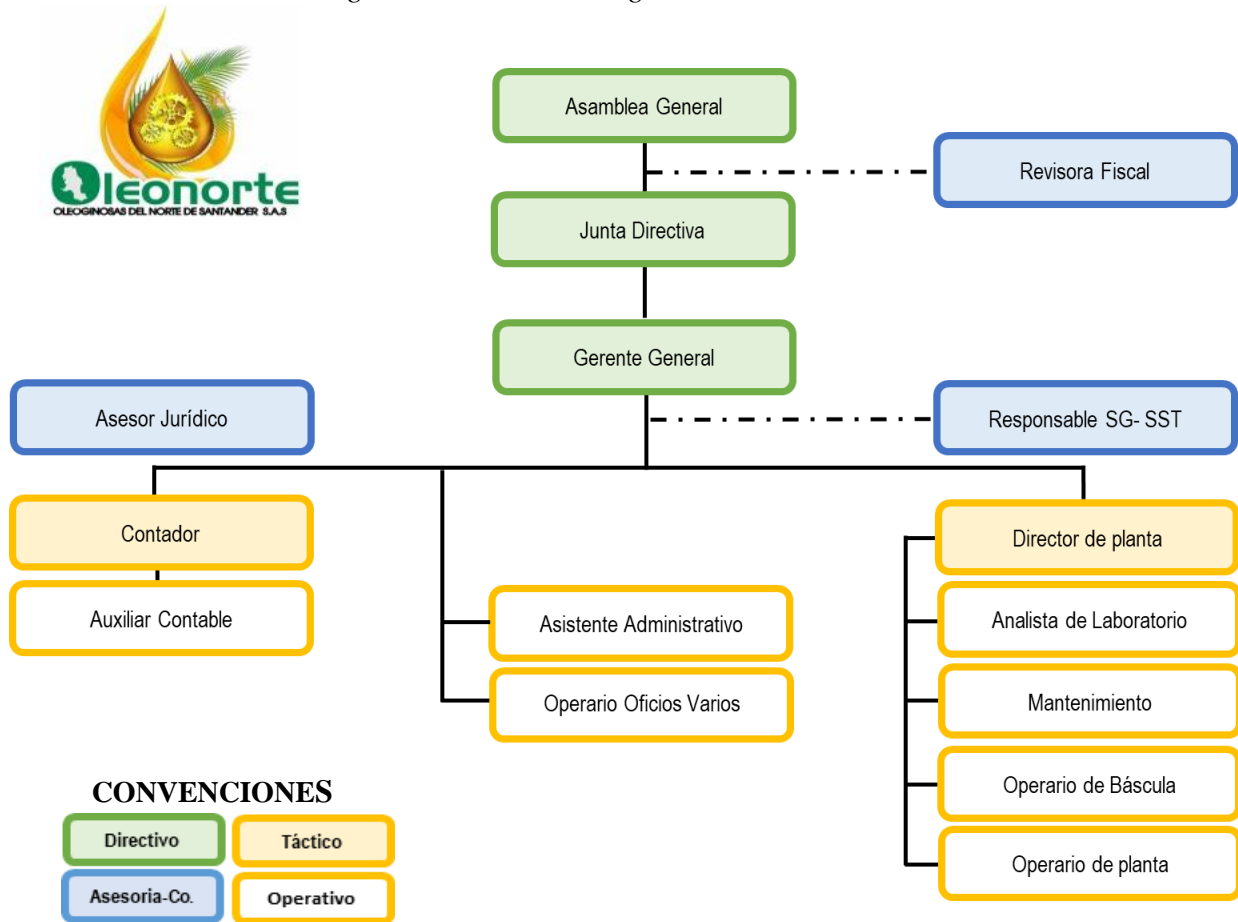 Oleonorte
OLEOGINOSAS DEL NORTE DE SANTANDER S.A.S
Asamblea General
Revisora Fiscal
Junta Directiva
Gerente General
Asesor Jurídico
Responsable SG- SST
Contador
Director de planta
Auxiliar Contable
Asistente Administrativo
Analista de Laboratorio
Operario Oficios Varios
Mantenimiento
Operario de Báscula
Operario de planta
CONVENCIONES
Directivo
Táctico
Asesoria-Co.
Operativo